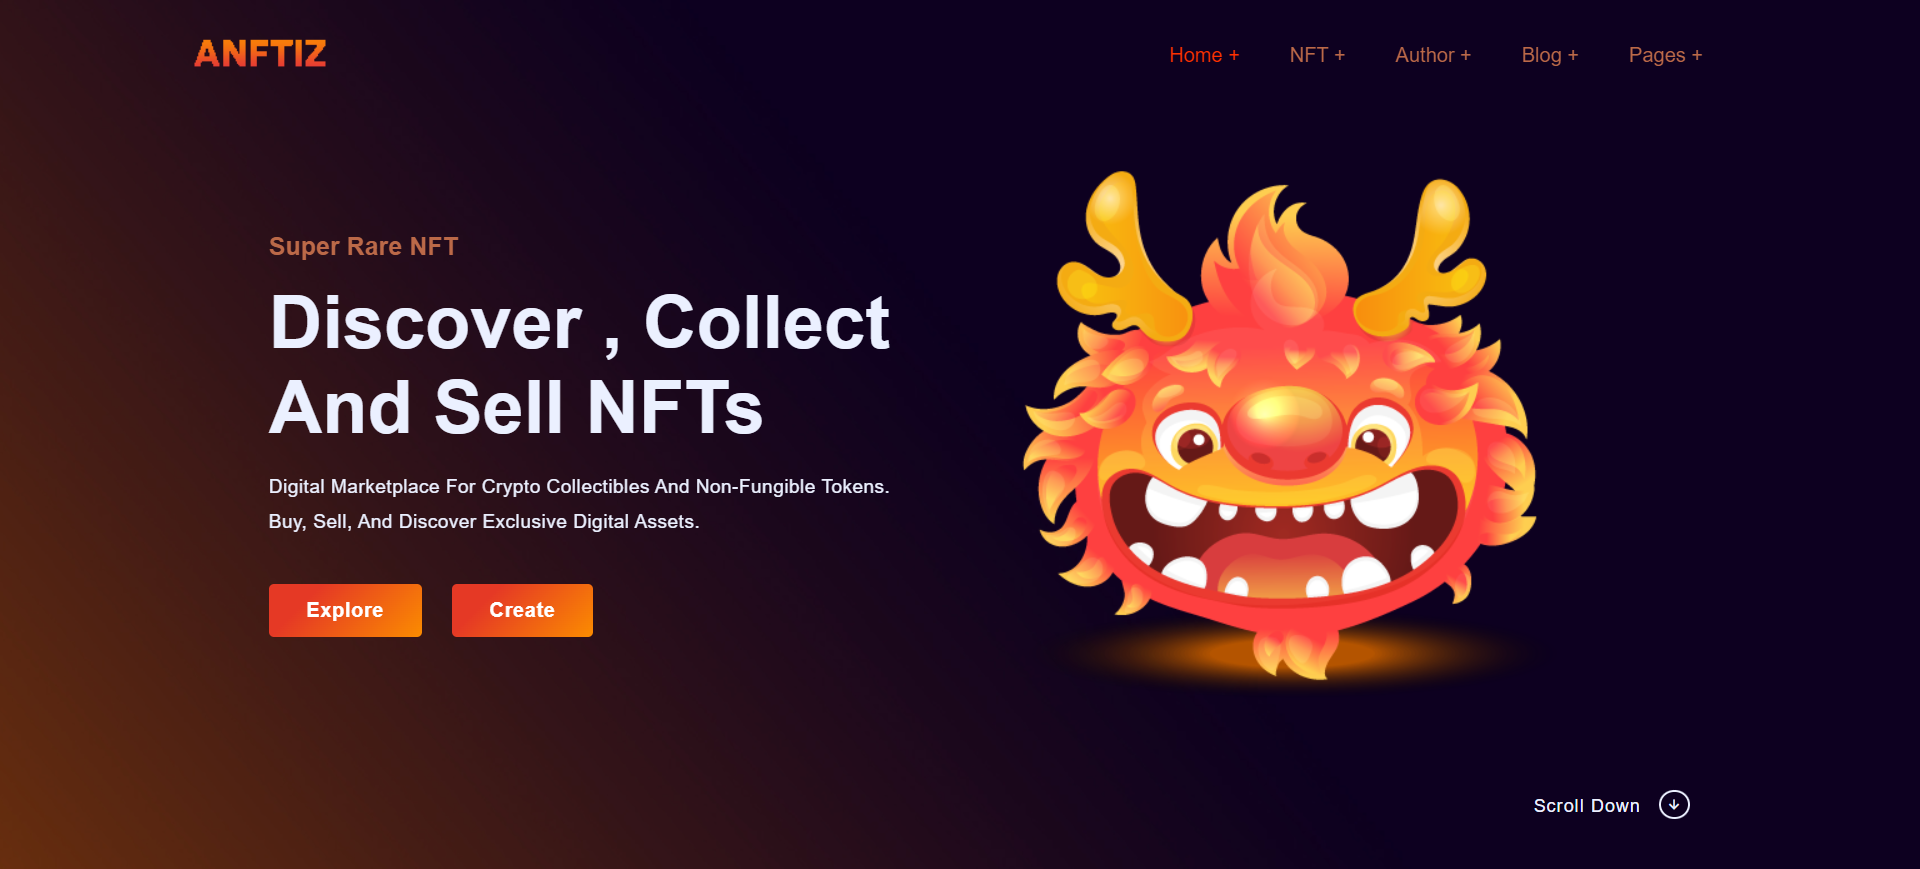 ANFTIZ
Home + NFT + Author + Blog + Pages +
Super Rare NFT
Discover , Collect
And Sell NFTs
Digital Marketplace For Crypto Collectibles And Non-Fungible Tokens.
Buy, Sell, And Discover Exclusive Digital Assets.
Explore Create
Scroll Down